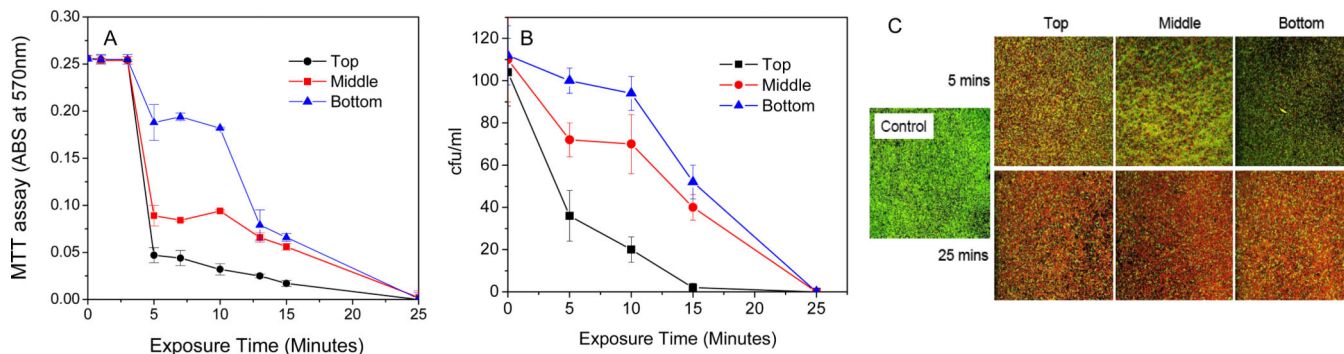 A
Top
Middle
Bottom
MTT assay (ABS at 570nm)
0.30
0.25
0.20
0.15
0.10
0.05
0.00
0 5 10 15 20 25
Exposure Time (Minutes)
B
Top
Middle
Bottom
cfu/ml
120
100
80
60
40
20
0
0 5 10 15 20 25
Exposure Time (Minutes)
C
Top Middle Bottom
5 mins
Control
25 mins